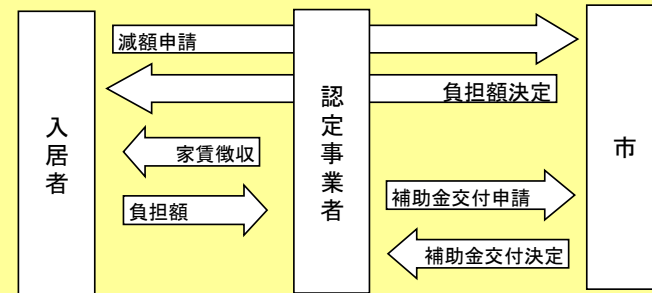 減額申請
負担額決定
入居者
認定事業者
市
家賃徴収
負担額
補助金交付申請
補助金交付決定